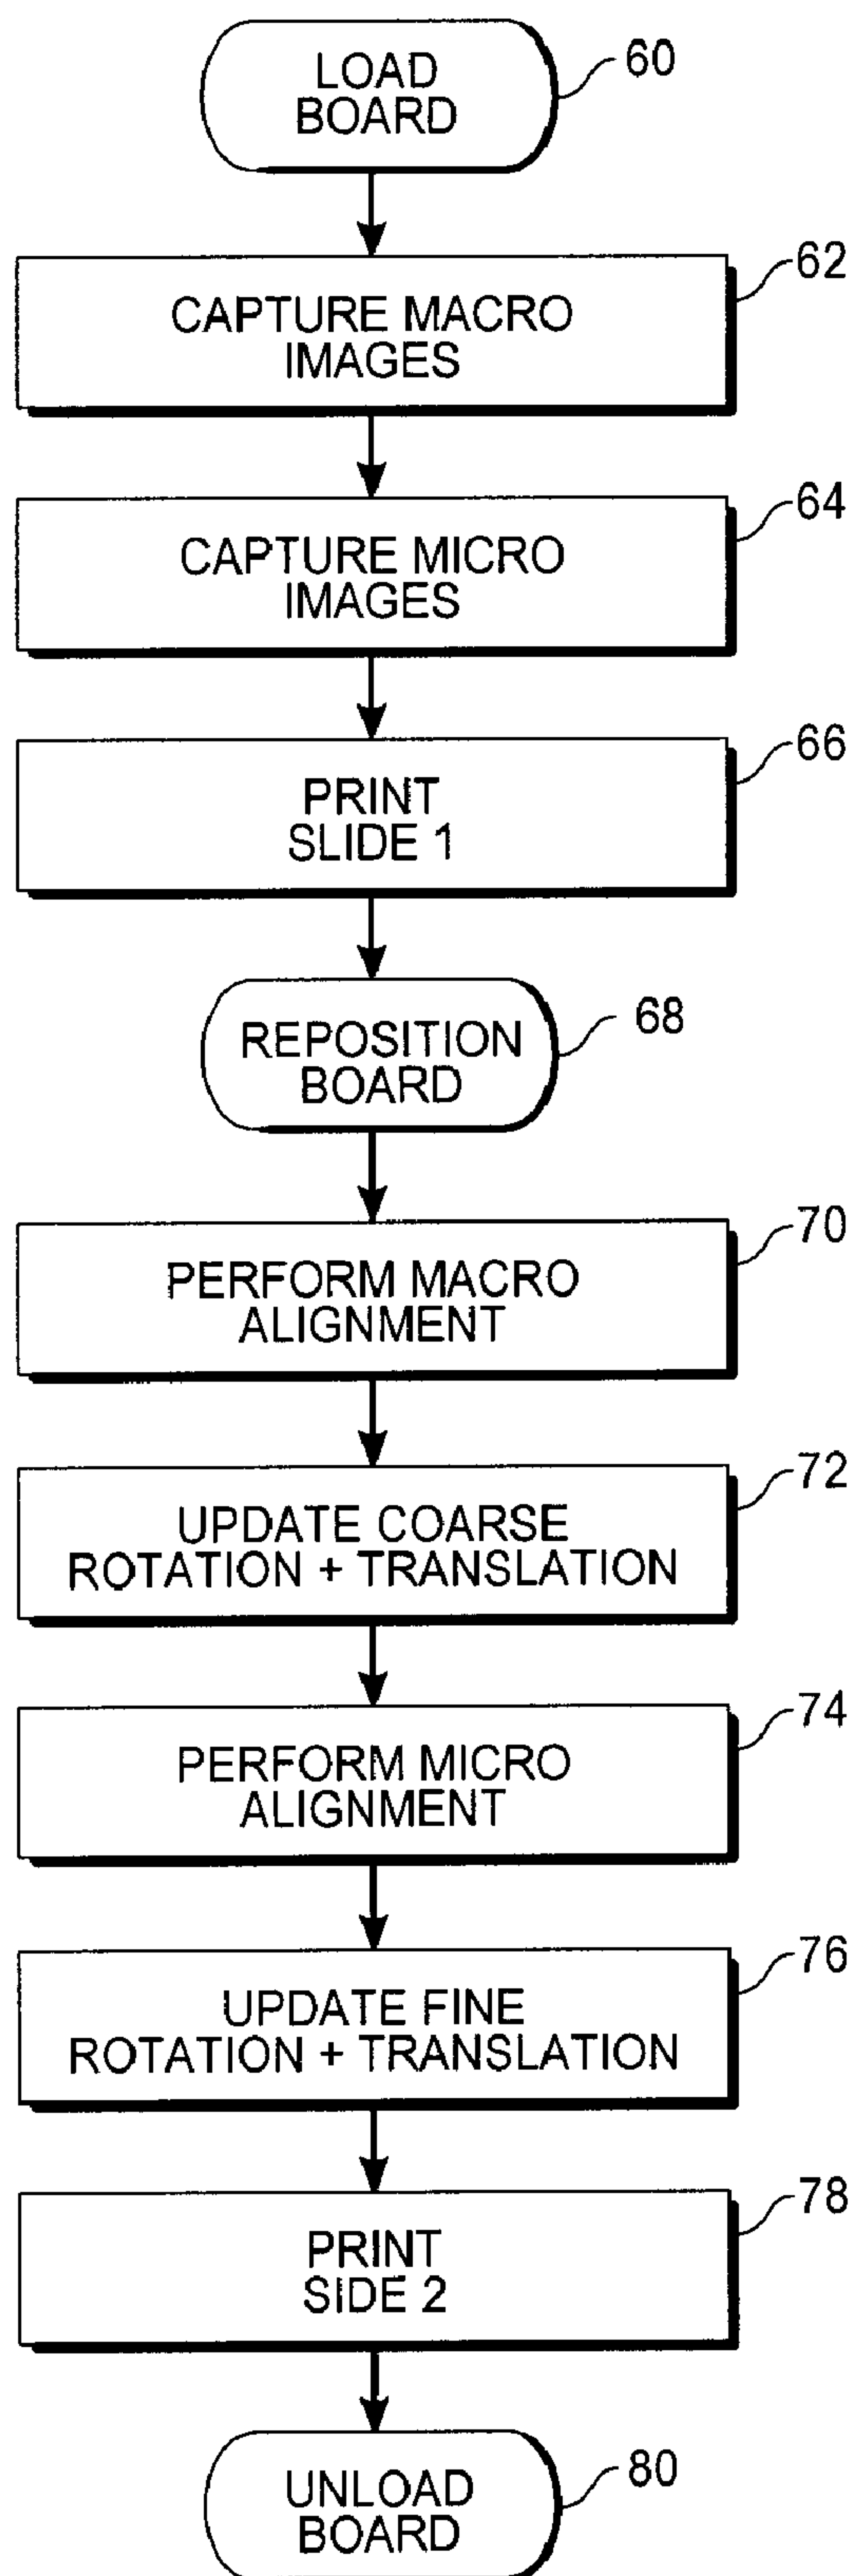 LOAD
BOARD
60
CAPTURE MACRO
IMAGES
62
CAPTURE MICRO
IMAGES
64
PRINT
SLIDE 1
66
REPOSITION
BOARD
68
PERFORM MACRO
ALIGNMENT
70
UPDATE COARSE
ROTATION + TRANSLATION
72
PERFORM MICRO
ALIGNMENT
74
UPDATE FINE
ROTATION + TRANSLATION
76
PRINT
SIDE 2
78
UNLOAD
BOARD
80